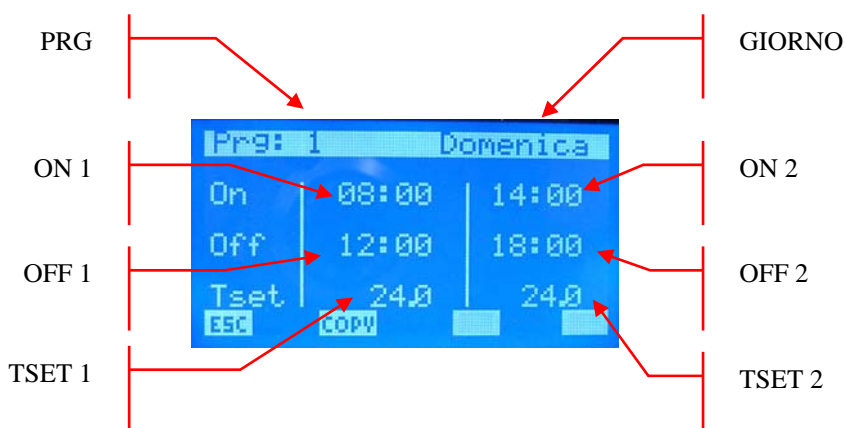 PRG
GIORNO
Prg: 1 Domenica
ON 1
ON 2
On 08:00 14:00
Off 12:00 18:00
OFF 1
OFF 2
Tset 24.0 24.0
ESC COPY
TSET 1
TSET 2